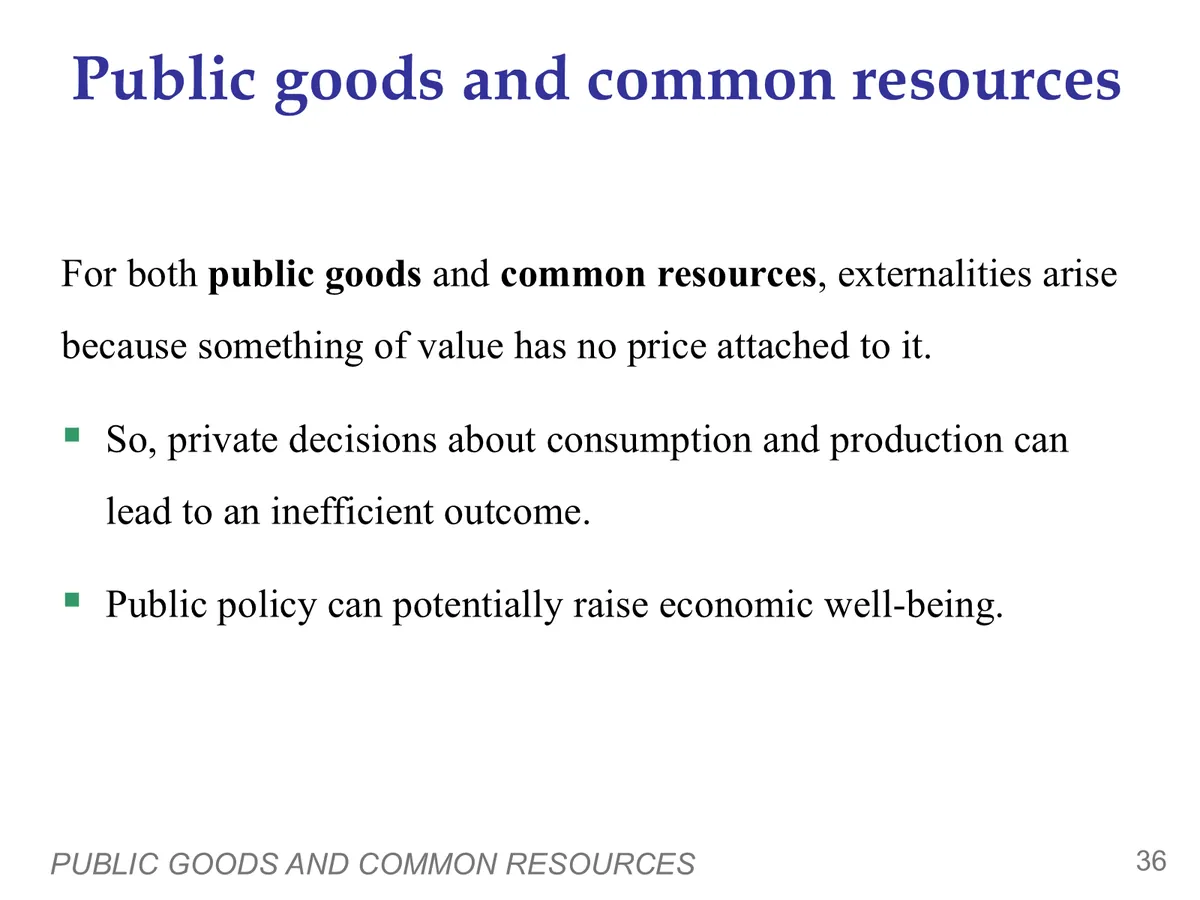 Public goods and common resources
For both public goods and common resources, externalities arise
because something of value has no price attached to it.
So, private decisions about consumption and production can
lead to an inefficient outcome.
Public policy can potentially raise economic well-being.
PUBLIC GOODS AND COMMON RESOURCES
36